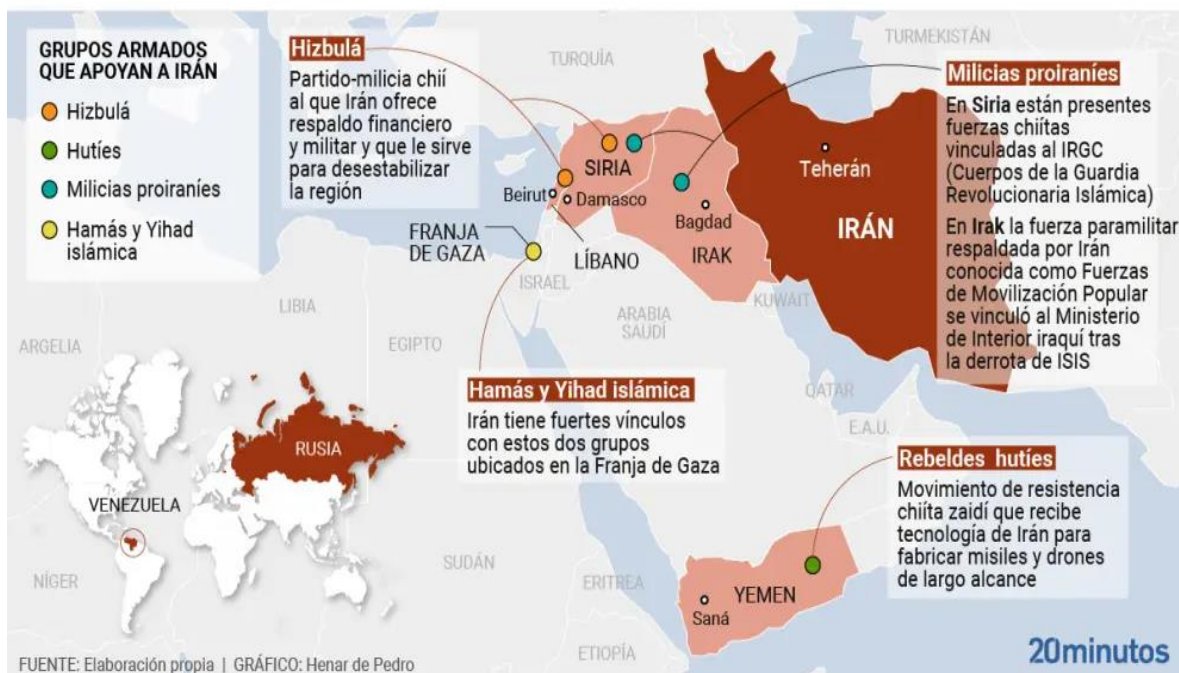 GRUPOS ARMADOS
QUE APOYAN A IRÁN
Hizbulá
Hutíes
Milicias proiraníes
Hamás y Yihad
islámica
Hizbulá
Partido-milicia chií
al que Irán ofrece
respaldo financiero
y militar y que le sirve
para desestabilizar
la región
TURQUÍA
TURMEKISTÁN
Milicias proiraníes
En Siria están presentes
fuerzas chiítas
vinculadas al IRGC
(Cuerpos de la Guardia
Revolucionaria Islámica)
En Irak la fuerza paramilitar
respaldada por Irán
conocida como Fuerzas
de Movilización Popular
se vinculó al Ministerio
de Interior iraquí tras
la derrota de ISIS
SIRIA
Beirut
Damasco
Teherán
Bagdad
IRÁN
IRAK
FRANJA
DE GAZA
LÍBANO
ISRAEL
KUWAIT
ARABIA
SAUDÍ
LIBIA
EGIPTO
ARGELIA
QATAR
E.A.U.
Hamás y Yihad islámica
Irán tiene fuertes vínculos
con estos dos grupos
ubicados en la Franja de Gaza
RUSIA
VENEZUELA
Rebeldes hutíes
Movimiento de resistencia
chiíta zaidí que recibe
tecnología de Irán para
fabricar misiles y drones
de largo alcance
NÍGER
SUDÁN
ERITREA
YEMEN
Saná
ETIOPÍA
FUENTE: Elaboración propia | GRÁFICO: Henar de Pedro
20minutos